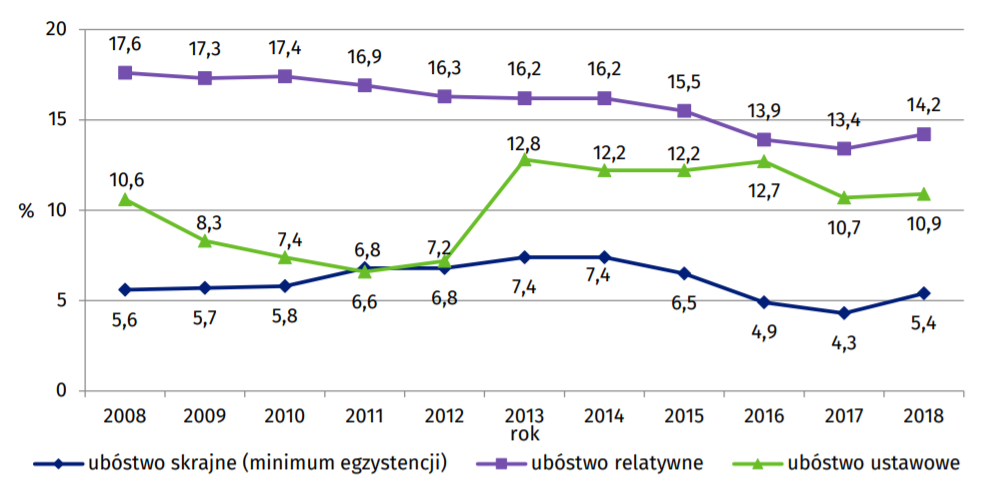 20
17,6 17,3 17,4 16,9 16,3 16,2 16,2 15,5 13,9 13,4 14,2
15
10,6 8,3 7,4 6,8 7,2 12,8 12,2 12,2 12,7 10,7 10,9
%
10
5,6 5,7 5,8 6,6 6,8 7,4 7,4 6,5 4,9 4,3 5,4
5
0
2008 2009 2010 2011 2012 2013 2014 2015 2016 2017 2018
rok
ubóstwo skrajne (minimum egzystencji) ubóstwo relatywne ubóstwo ustawowe